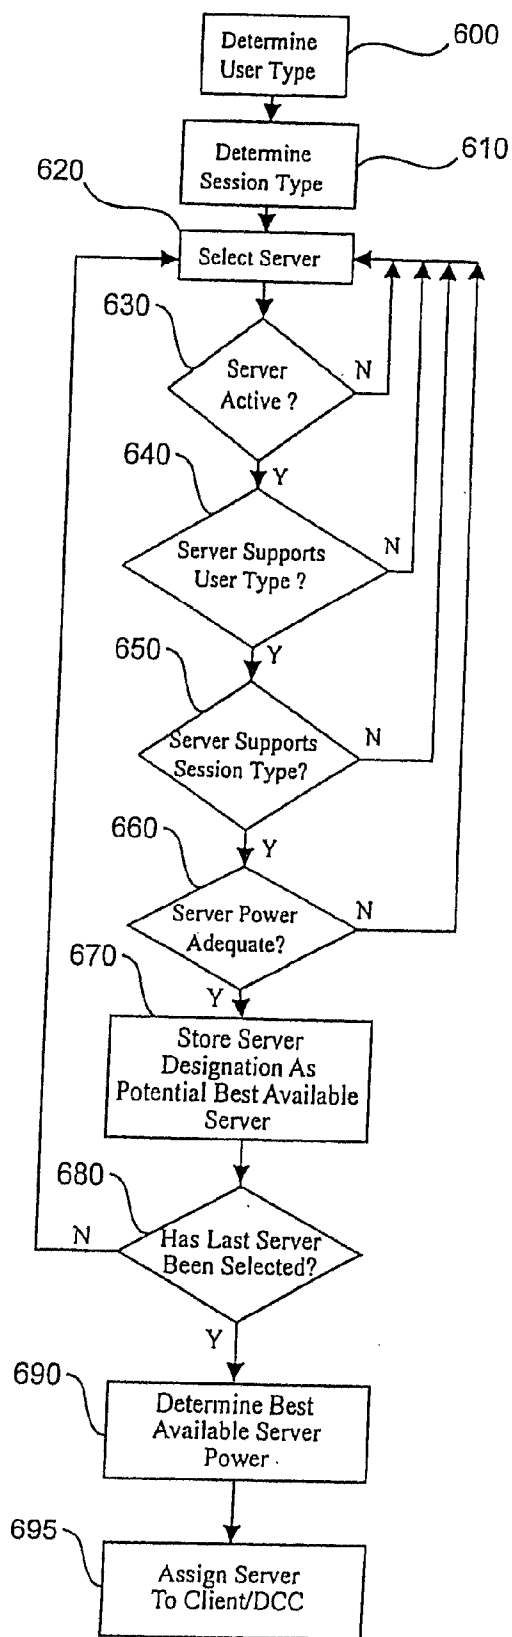 Determine
User Type
600
Determine
Session Type
610
620
Select Server
630
Server
Active ?
N
Y
640
Server Supports
User Type ?
N
Y
650
Server Supports
Session Type?
N
Y
660
Server Power
Adequate?
N
Y
670
Store Server
Designation As
Potential Best Available
Server
680
Has Last Server
Been Selected?
N
Y
690
Determine Best
Available Server
Power
695
Assign Server
To Client/DCC